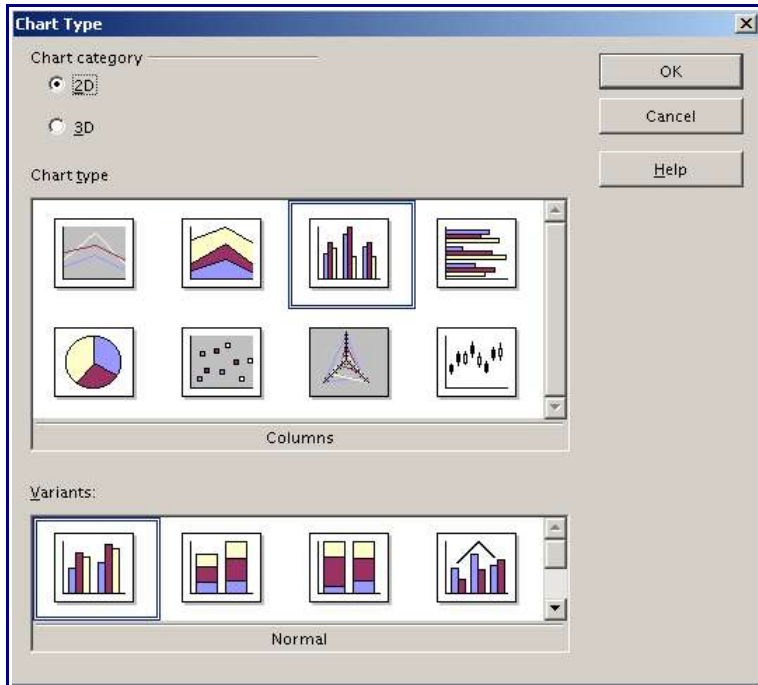 Chart Type
Chart category
2D
3D
OK
Cancel
Help
Chart type
Columns
Variants:
Normal